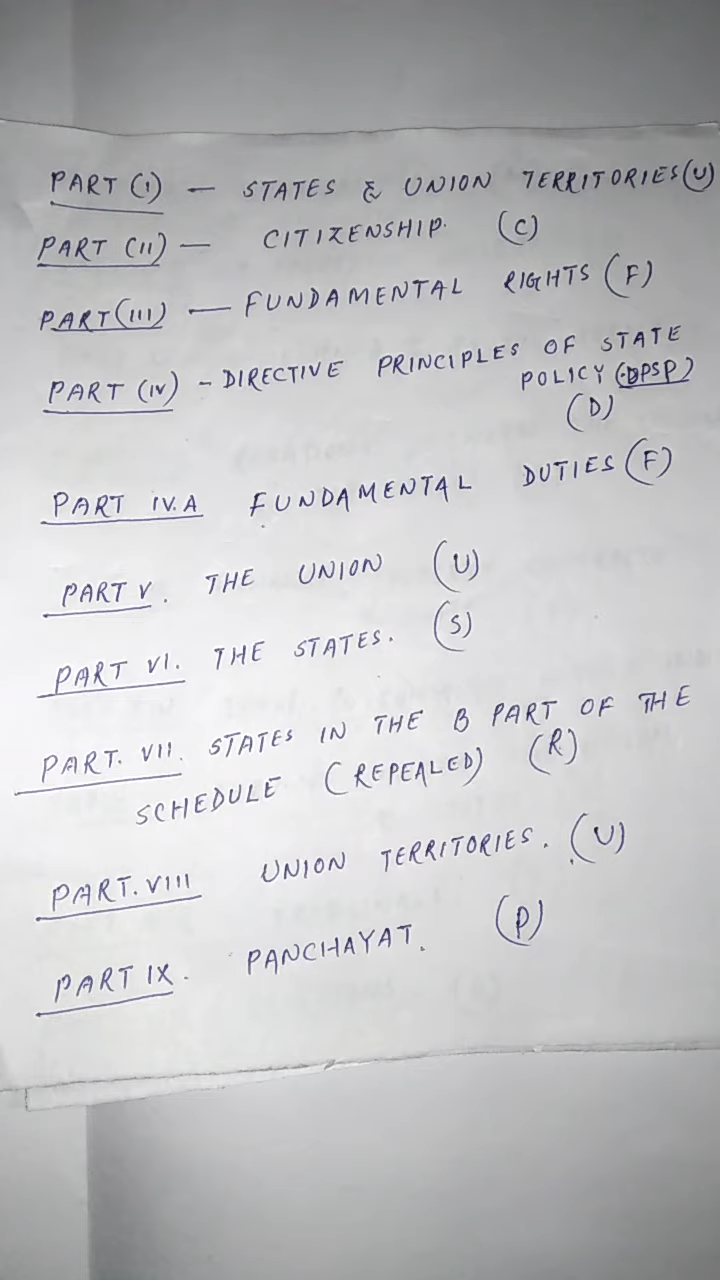 PART (I) — STATES & UNION TERRITORIES (U)
PART (II) — CITIZENSHIP. (C)
PART (III) — FUNDAMENTAL RIGHTS (F)
PART (IV) - DIRECTIVE PRINCIPLES OF STATE
POLICY (DPSP)
(D)
PART IV.A FUNDAMENTAL DUTIES (F)
PART V. THE UNION (U)
PART VI. THE STATES. (S)
PART. VII. STATES IN THE B PART OF THE
SCHEDULE (REPEALED) (R)
PART. VIII UNION TERRITORIES. (U)
PART IX. PANCHAYAT. (P)